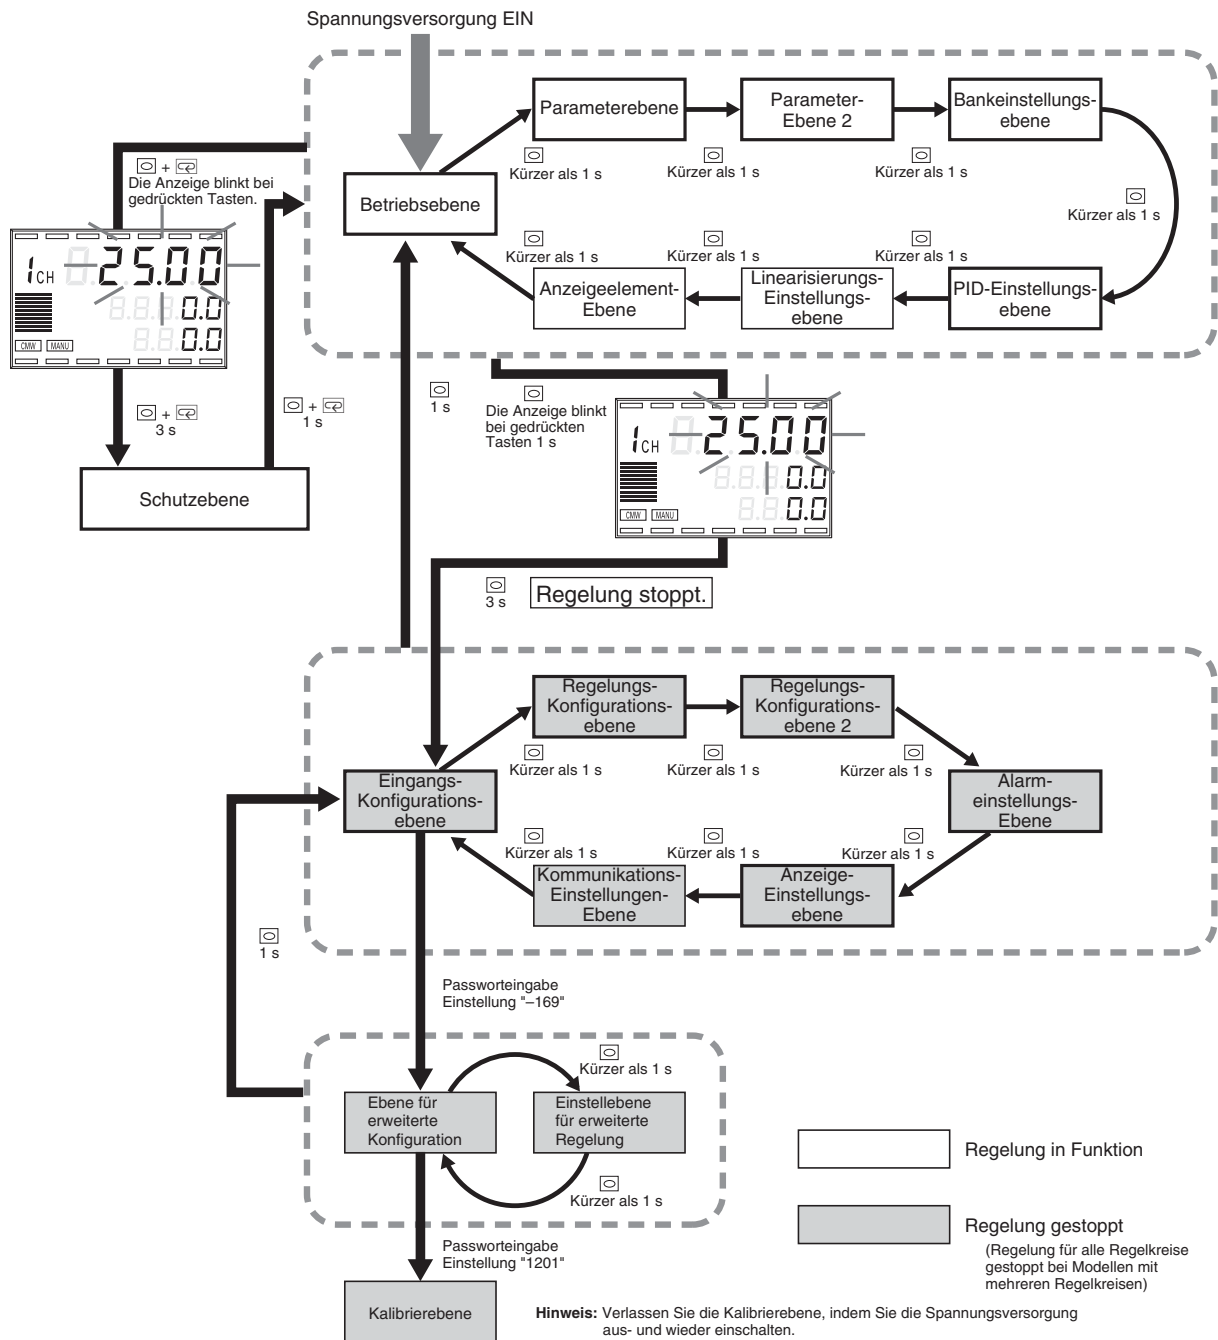 Spannungsversorgung EIN
Parameterebene
Parameter-
Ebene 2
Bankeinstellungs-
ebene
Kürzer als 1 s
Kürzer als 1 s
Kürzer als 1 s
Kürzer als 1 s
Betriebsebene
Kürzer als 1 s
Kürzer als 1 s
Kürzer als 1 s
Anzeigeelement-
Ebene
Linearisierungs-
Einstellungs-
ebene
PID-Einstellungs-
ebene
+
Die Anzeige blinkt bei
gedrückten Tasten.
1CH 25.00
0.0
0.0
CMW MANU
+
3 s
+
1 s
Schutzebene
1 s
Die Anzeige blinkt
bei gedrückten
Tasten 1 s
1CH 25.00
0.0
0.0
CMW MANU
3 s
Regelung stoppt.
Regelungs-
Konfigurations-
ebene
Regelungs-
Konfigurations-
ebene 2
Kürzer als 1 s
Kürzer als 1 s
Kürzer als 1 s
Eingangs-
Konfigurations-
ebene
Alarm-
einstellungs-
Ebene
Kürzer als 1 s
Kürzer als 1 s
Kürzer als 1 s
Kommunikations-
Einstellungen-
Ebene
Anzeige-
Einstellungs-
ebene
1 s
Passworteingabe
Einstellung "–169"
Kürzer als 1 s
Ebene für
erweiterte
Konfiguration
Einstellebene
für erweiterte
Regelung
Kürzer als 1 s
Passworteingabe
Einstellung "1201"
Kalibrierebene
Regelung in Funktion
Regelung gestoppt
(Regelung für alle Regelkreise
gestoppt bei Modellen mit
mehreren Regelkreisen)
Hinweis: Verlassen Sie die Kalibrierebene, indem Sie die Spannungsversorgung
aus- und wieder einschalten.